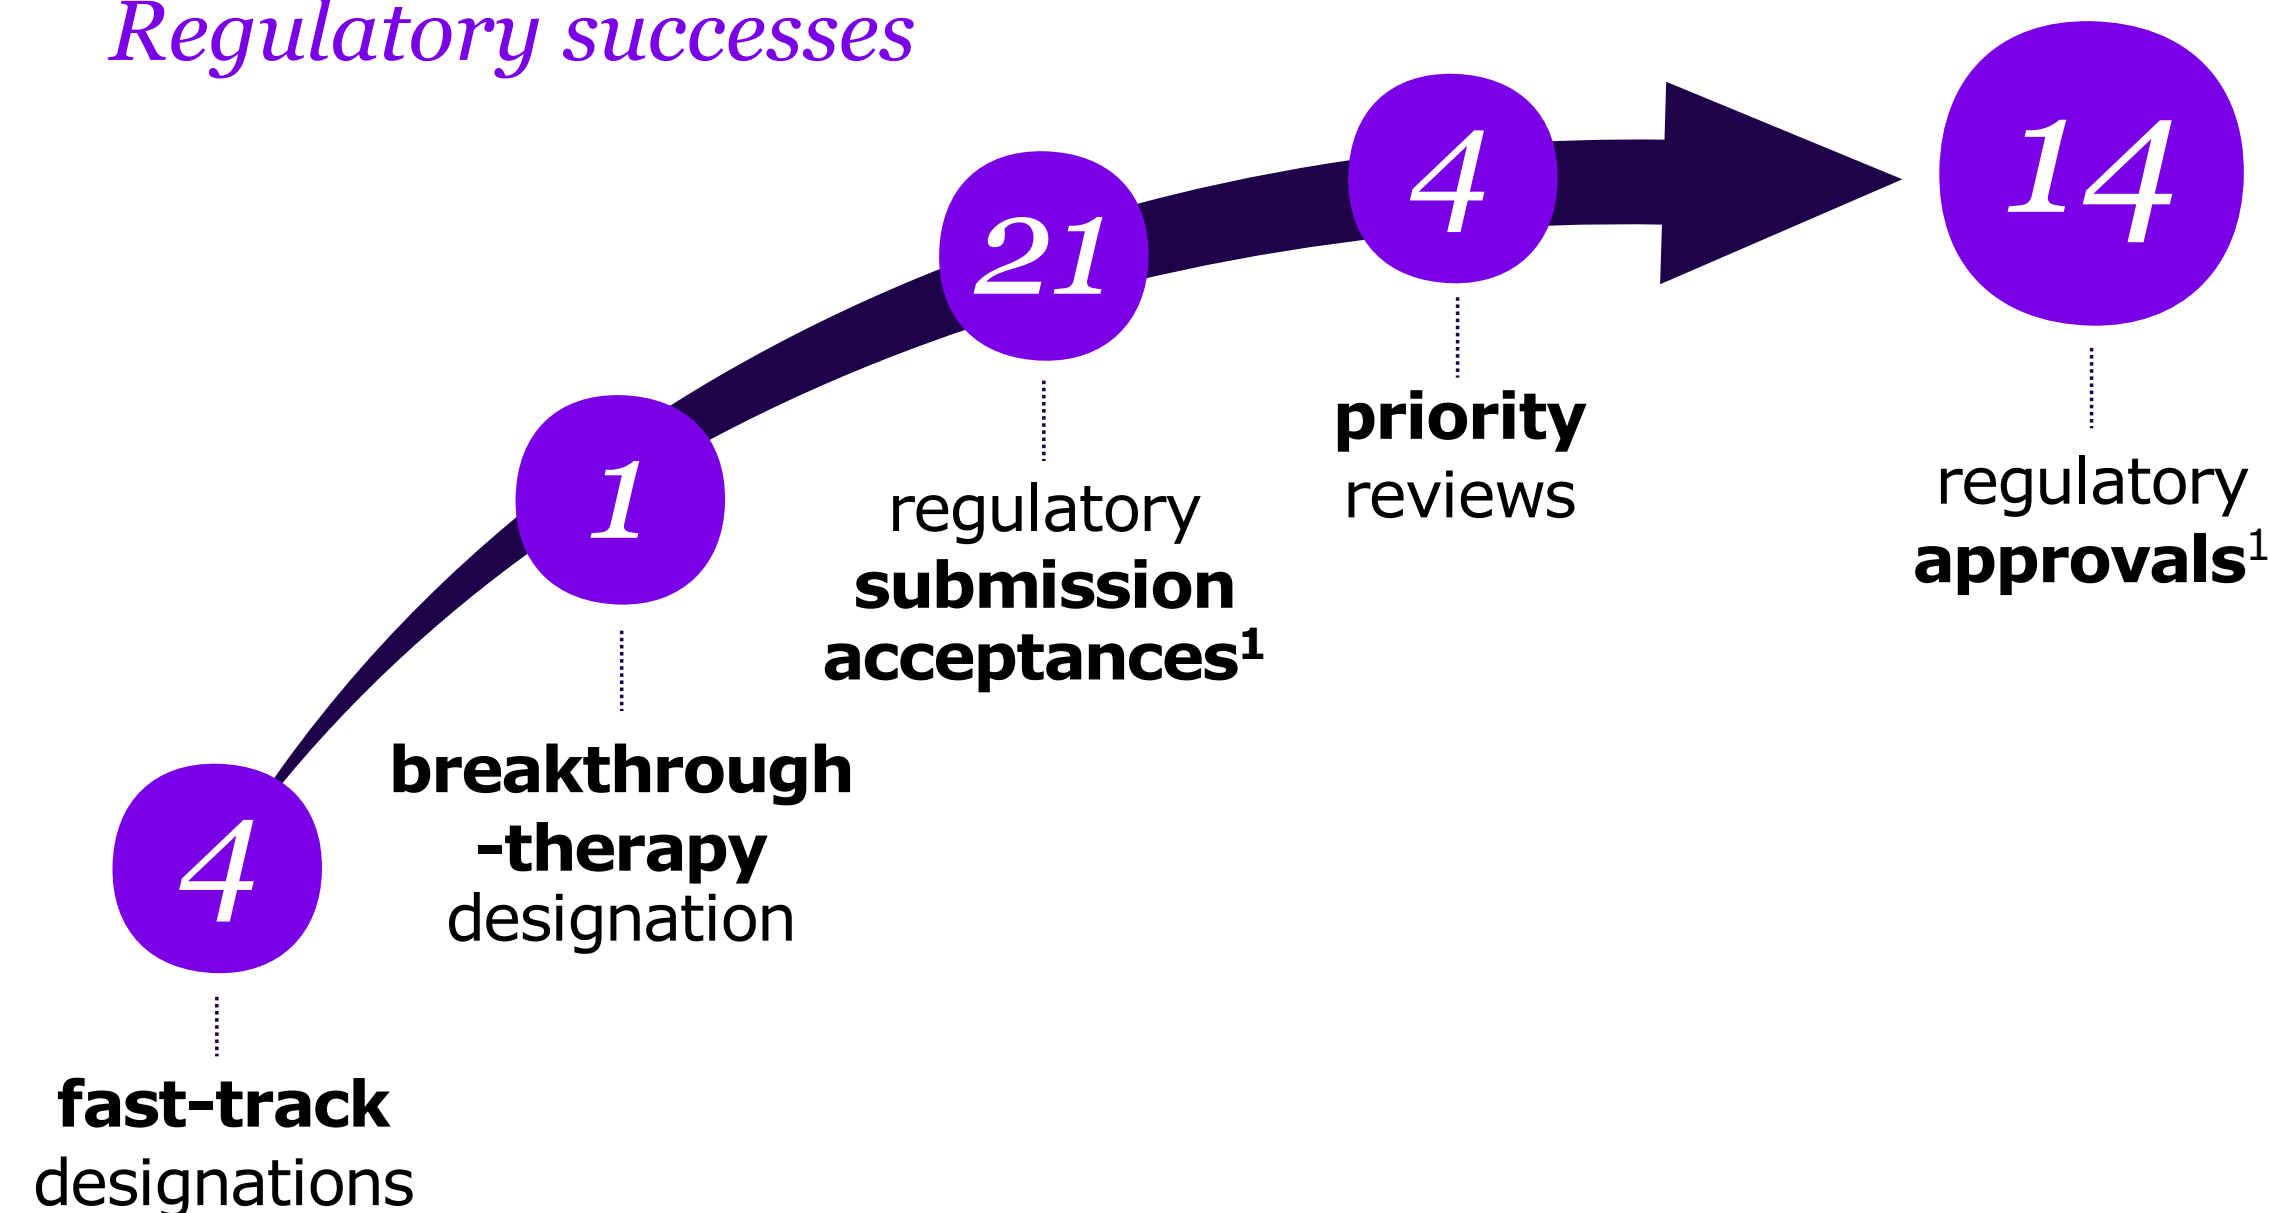 Regulatory successes
4
fast-track
designations
1
breakthrough
-therapy
designation
21
regulatory
submission
acceptances¹
4
priority
reviews
14
regulatory
approvals¹